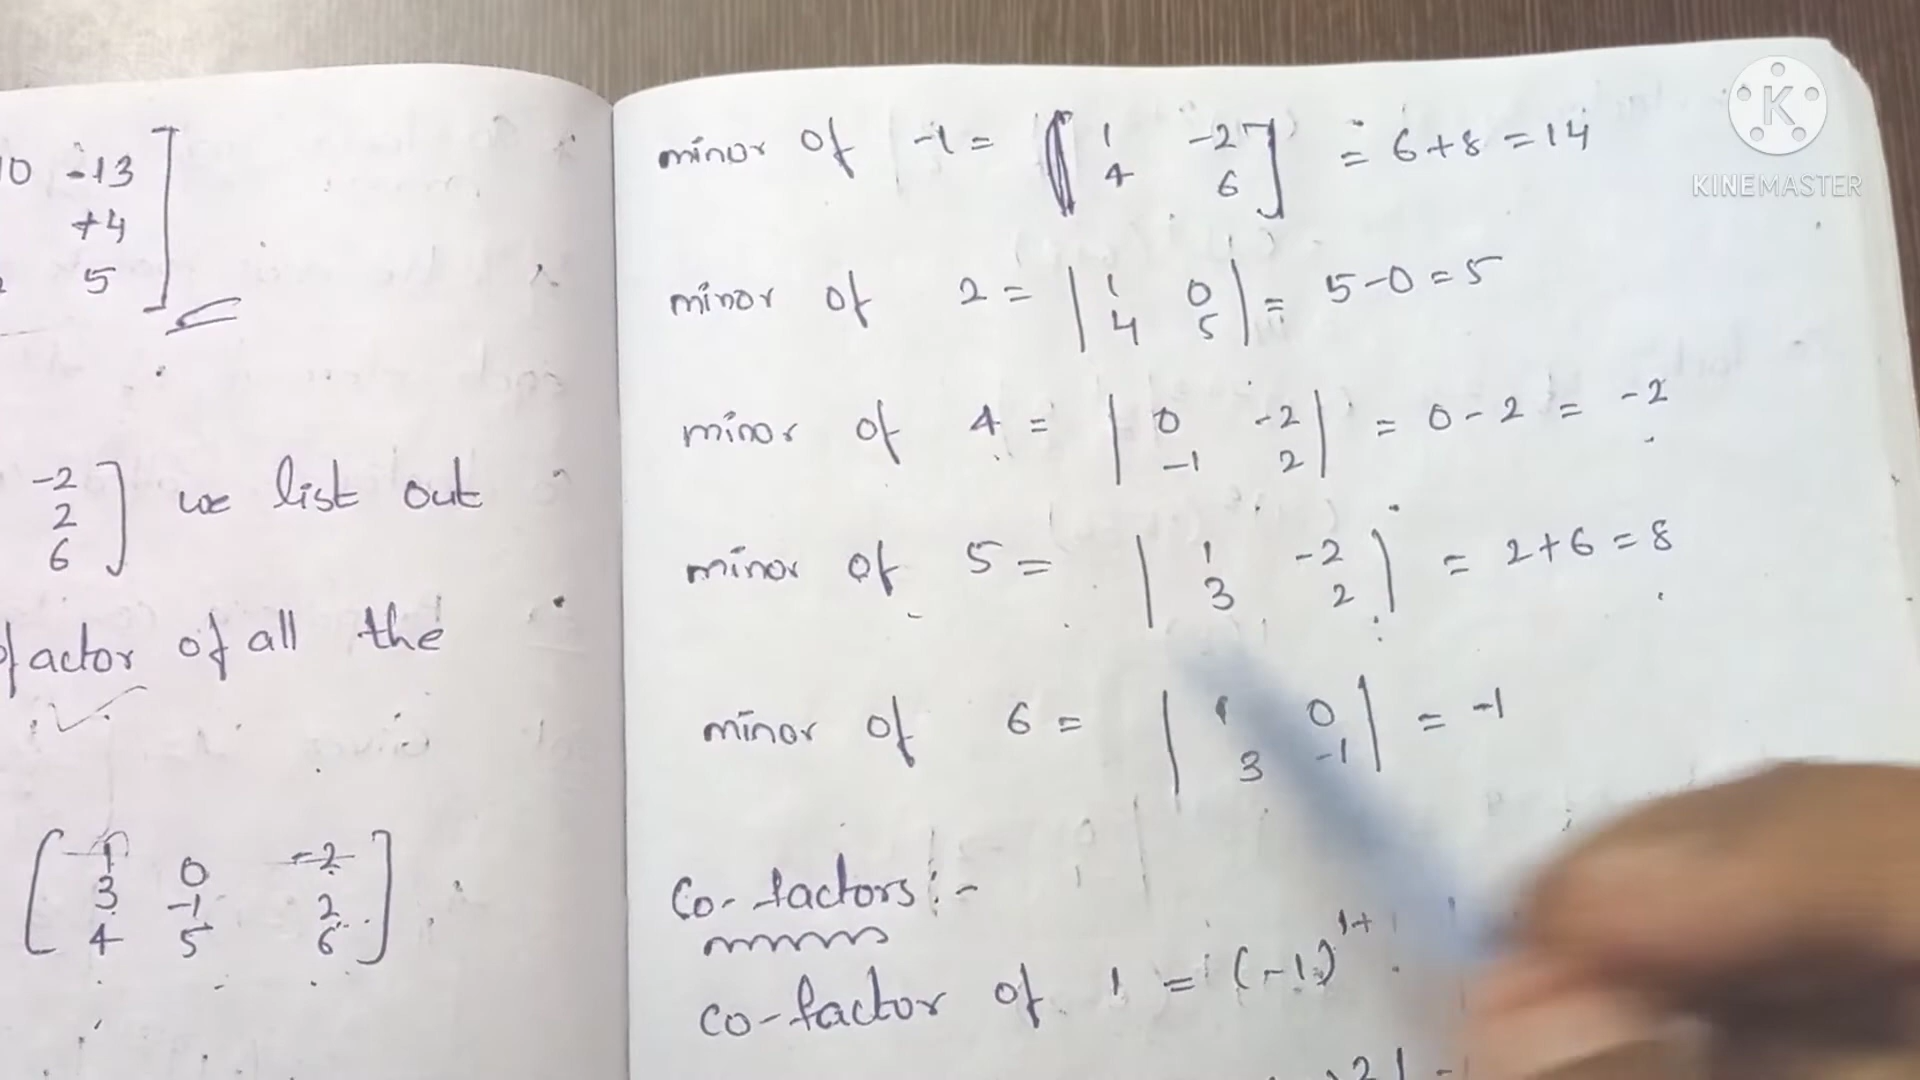 10 -13
+4
5
-2
2
6 we list out
factor of all the
1 0 -2
3 -1 2
4 5 6
minor of -1 = [1 -2
4 6] = 6+8 = 14
minor of 2 = |1 0
4 5| = 5-0 = 5
minor of 4 = |0 -2
-1 2| = 0-2 = -2
minor of 5 = |1 -2
3 2| = 2+6 = 8
minor of 6 = |1 0
3 -1| = -1
Co-factors:-
co-factor of 1 = (-1)^1+
KINEMASTER